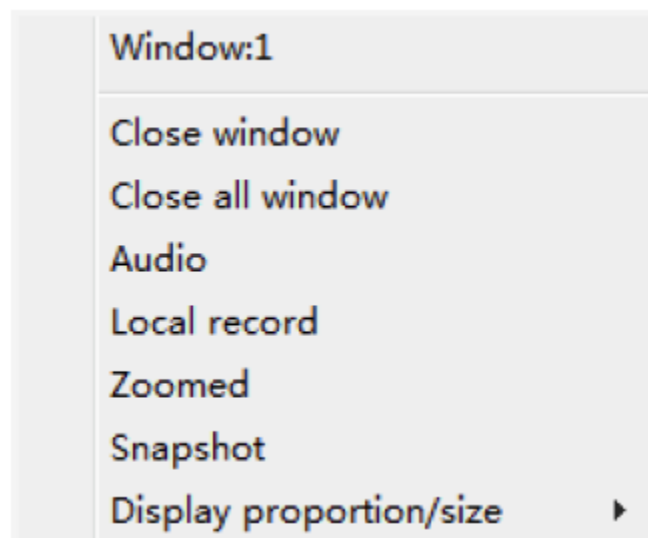 Window:1
Close window
Close all window
Audio
Local record
Zoomed
Snapshot
Display proportion/size